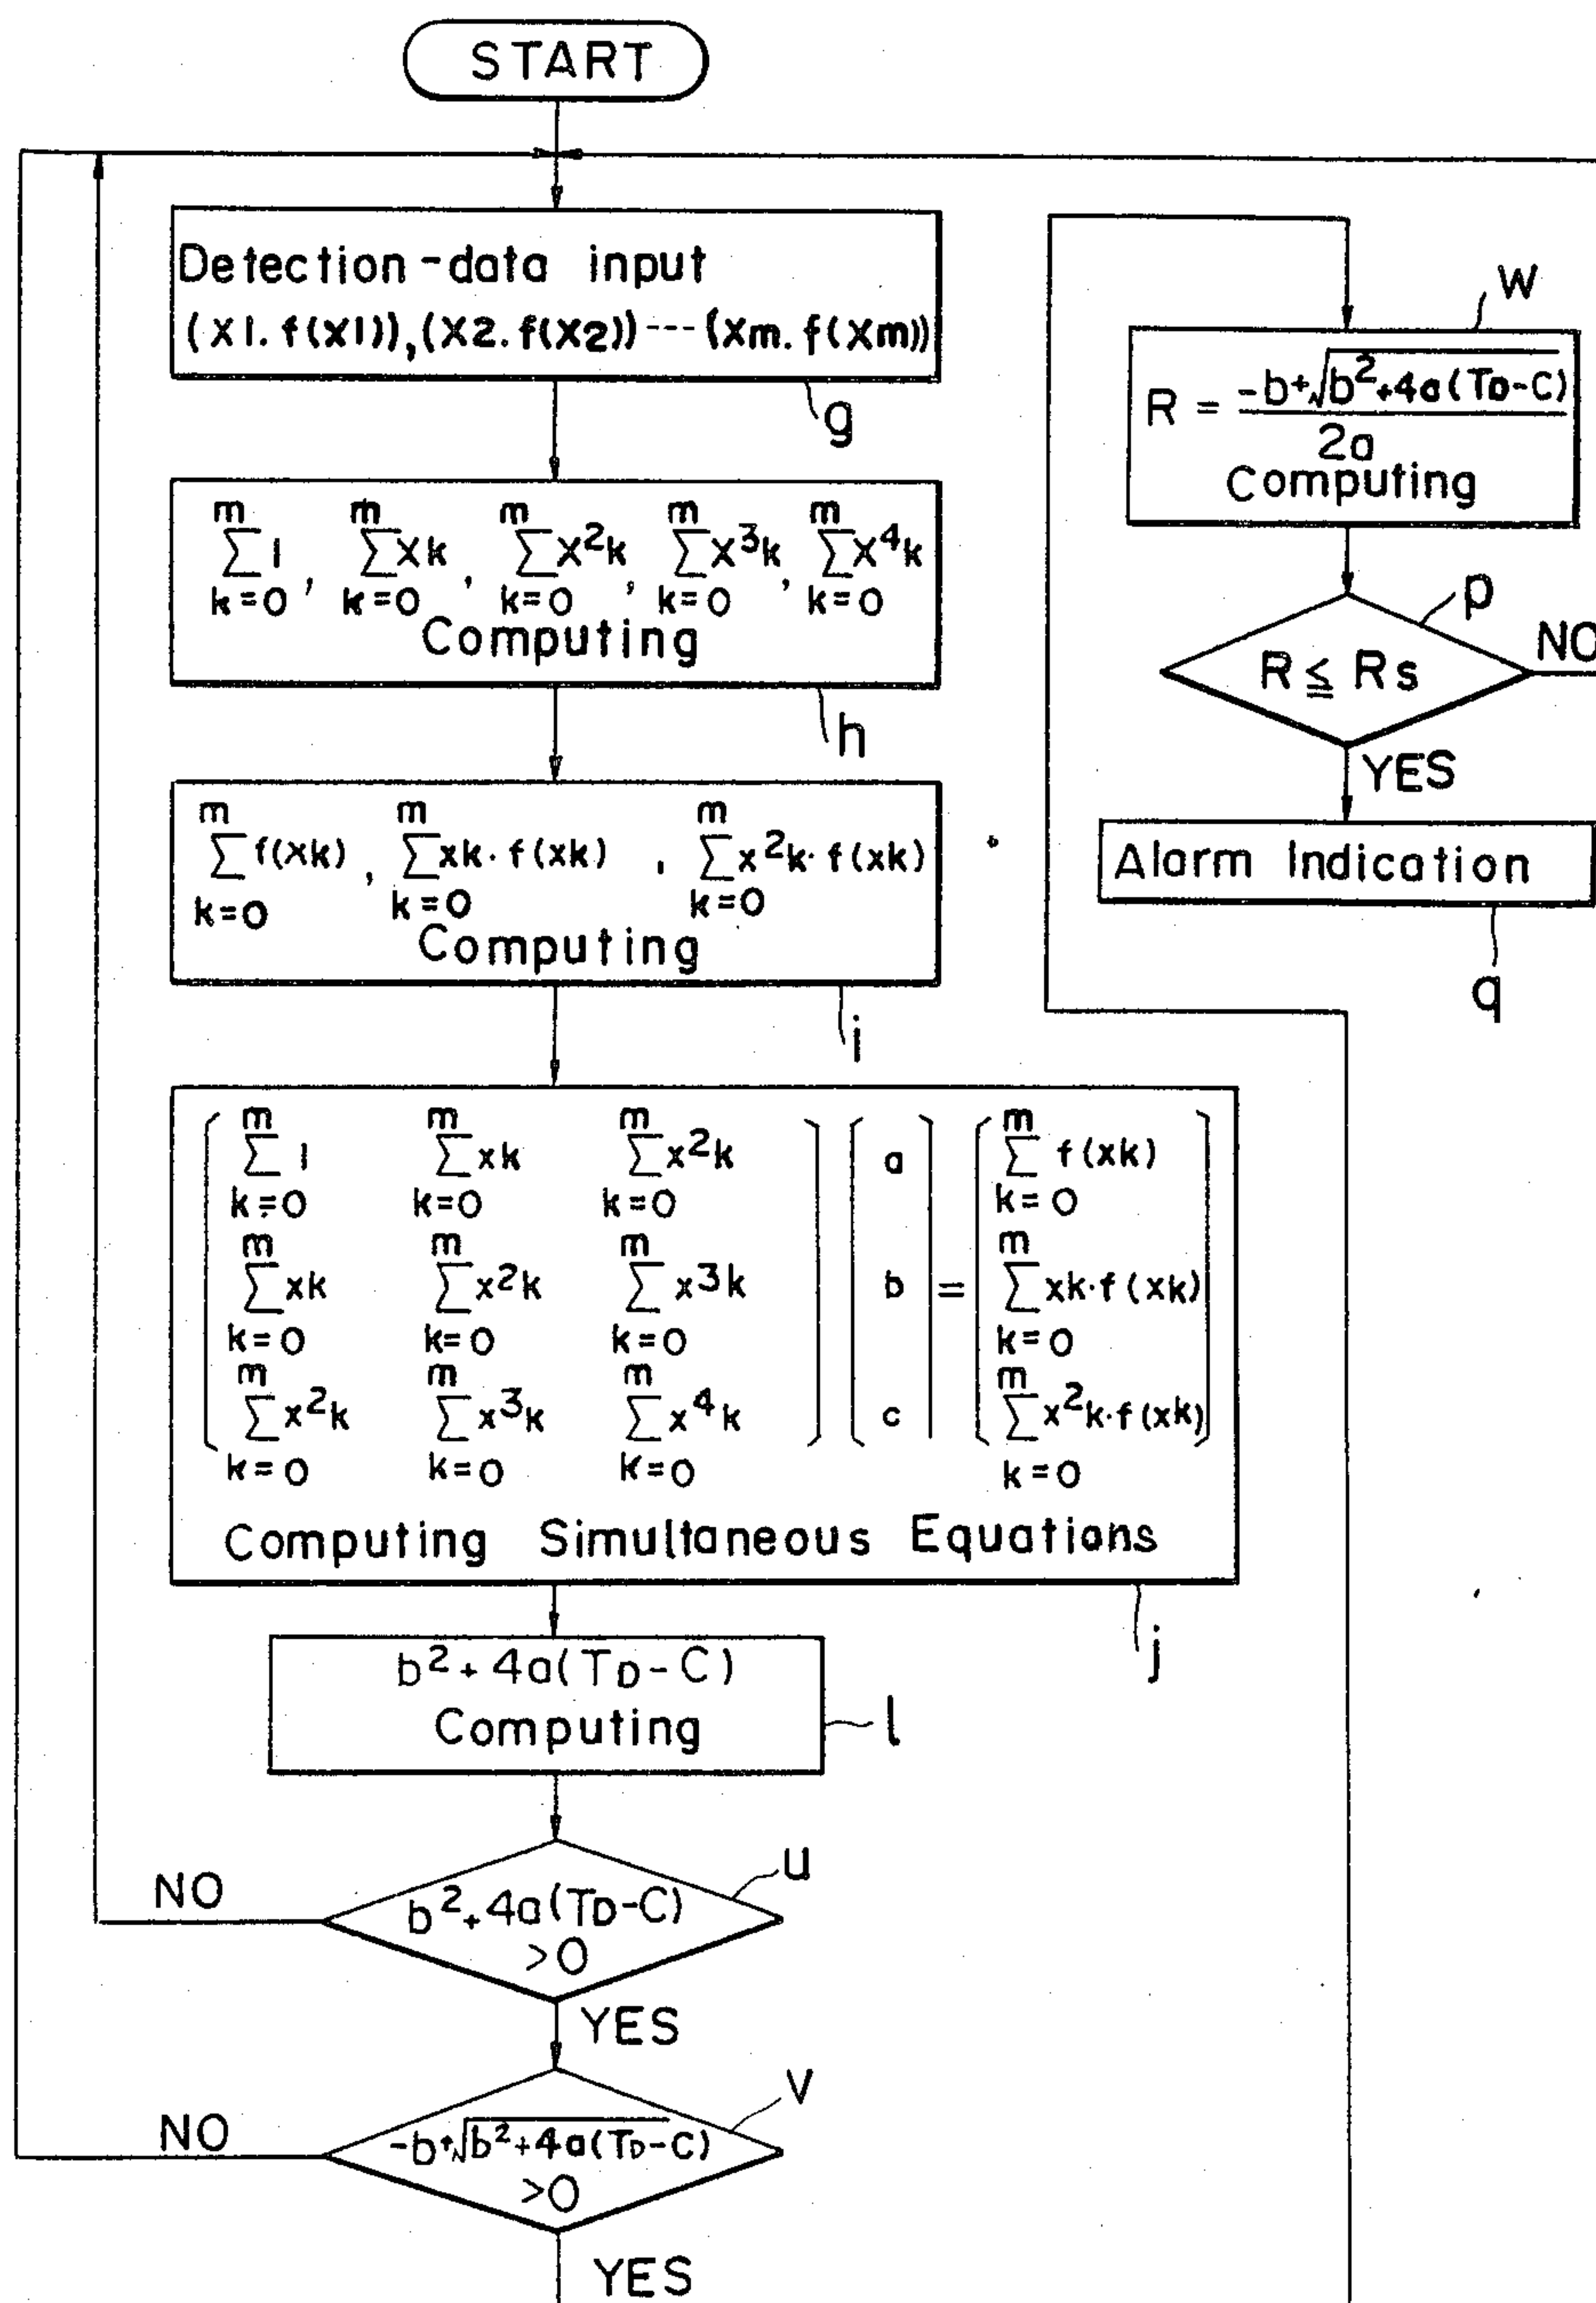 START
Detection-data input
(X1. f(X1)), (X2. f(X2)) --- (Xm. f(Xm))
g
m m m m m
∑1, ∑Xk, ∑X²k, ∑X³k, ∑X⁴k
k=0 k=0 k=0 k=0 k=0
Computing
h
m m m
∑f(xk), ∑xk·f(xk), ∑x²k·f(xk)
k=0 k=0 k=0
Computing
i
m m m m
∑1 ∑xk ∑x²k a ∑f(xk)
k=0 k=0 k=0 k=0
m m m m
∑xk ∑x²k ∑x³k b = ∑xk·f(xk)
k=0 k=0 k=0 k=0
m m m m
∑x²k ∑x³k ∑x⁴k c ∑x²k·f(xk)
k=0 k=0 k=0 k=0
Computing Simultaneous Equations
j
b²+4a(TD-C)
Computing
l
u
NO
b²+4a(TD-C)
>0
YES
v
NO
-b+√b²+4a(TD-C)
>0
YES
w
R = -b+√b²+4a(TD-C)
2a
Computing
p
R ≦ Rs
NO
YES
Alarm Indication
q